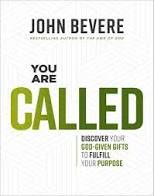 JOHN BEVERE
BESTSELLING AUTHOR OF THE AWE OF GOD
YOU ARE
CALLED
DISCOVER YOUR
GOD-GIVEN GIFTS
TO FULFILL
YOUR PURPOSE